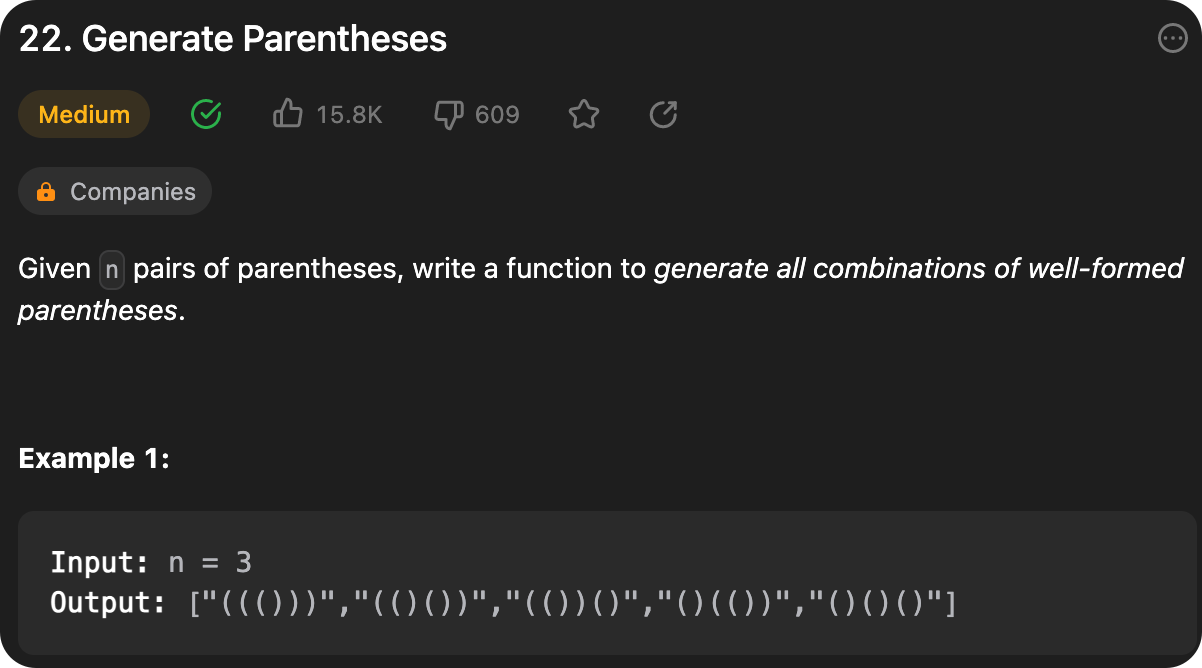 22. Generate Parentheses
Medium 15.8K 609
Companies
Given n pairs of parentheses, write a function to generate all combinations of well-formed
parentheses.
Example 1:
Input: n = 3
Output: ["((()))","(()())","(())()","()(())","()()()"]